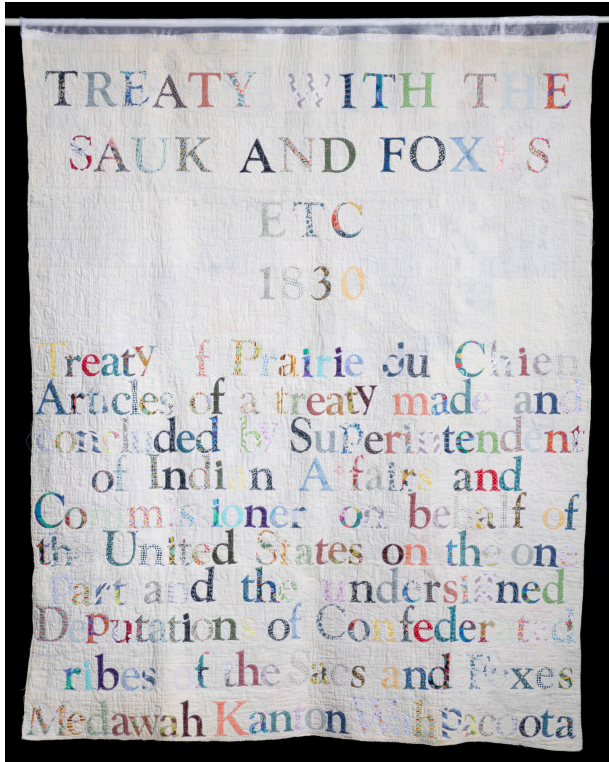 TREATY WITH THE
SAUK AND FOXES
ETC
1830
Treaty of Prairie du Chien
Articles of a treaty made and
concluded by Superintendent
of Indian Affairs and
Commissioner on behalf of
the United States on the one
part and the undersigned
Deputations of Confederated
Tribes of the Sacs and Foxes
Medawah Kanton Wahpacoota